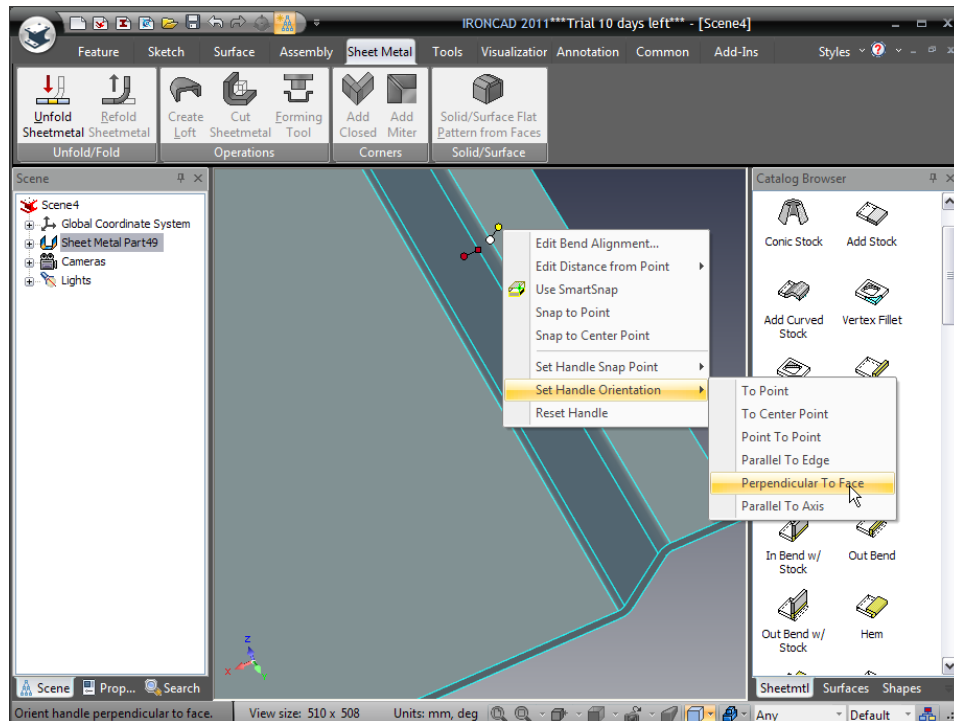 IRONCAD 2011***Trial 10 days left*** - [Scene4]
Feature Sketch Surface Assembly Sheet Metal Tools Visualization Annotation Common Add-Ins Styles
Unfold Sheetmetal
Refold Sheetmetal
Create Loft
Cut Sheetmetal
Forming Tool
Add Closed
Add Miter
Solid/Surface Flat Pattern from Faces
Unfold/Fold Operations Corners Solid/Surface
Scene
Scene4
Global Coordinate System
Sheet Metal Part49
Cameras
Lights
Edit Bend Alignment...
Edit Distance from Point
Use SmartSnap
Snap to Point
Snap to Center Point
Set Handle Snap Point
Set Handle Orientation
Reset Handle
To Point
To Center Point
Point To Point
Parallel To Edge
Perpendicular To Face
Parallel To Axis
z
x
Catalog Browser
Conic Stock Add Stock
Add Curved Stock
Vertex Fillet
In Bend w/ Stock
Out Bend
Out Bend w/ Stock
Hem
Scene Prop... Search
Sheetmtl Surfaces Shapes
Orient handle perpendicular to face. View size: 510 x 508 Units: mm, deg Any Default